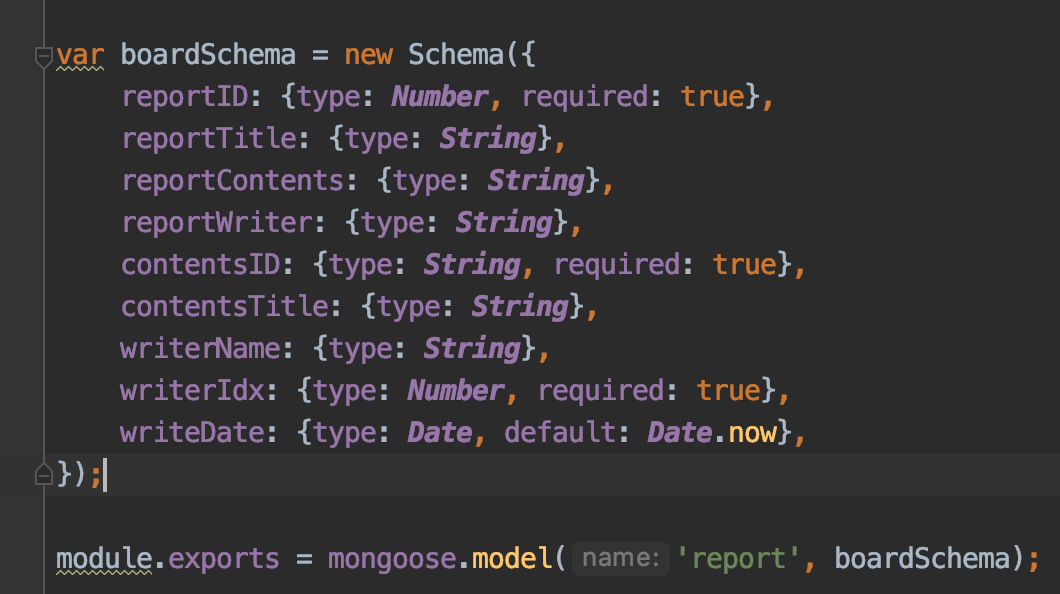 var boardSchema = new Schema({
    reportID: {type: Number, required: true},
    reportTitle: {type: String},
    reportContents: {type: String},
    reportWriter: {type: String},
    contentsID: {type: String, required: true},
    contentsTitle: {type: String},
    writerName: {type: String},
    writerIdx: {type: Number, required: true},
    writeDate: {type: Date, default: Date.now},
});
module.exports = mongoose.model( name: 'report', boardSchema);